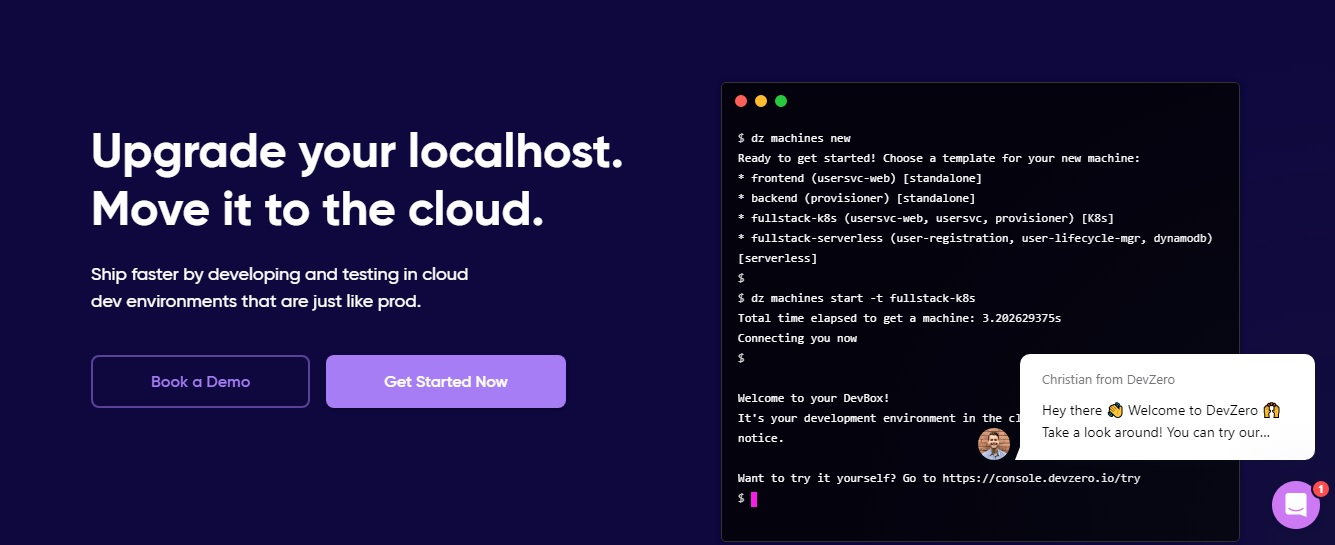 Upgrade your localhost.
Move it to the cloud.
Ship faster by developing and testing in cloud
dev environments that are just like prod.
Book a Demo
Get Started Now
$ dz machines new
Ready to get started! Choose a template for your new machine:
* frontend (usersvc-web) [standalone]
* backend (provisioner) [standalone]
* fullstack-k8s (usersvc-web, usersvc, provisioner) [K8s]
* fullstack-serverless (user-registration, user-lifecycle-mgr, dynamodb)
[serverless]
$
$ dz machines start -t fullstack-k8s
Total time elapsed to get a machine: 3.202629375s
Connecting you now
$
Welcome to your DevBox!
It's your development environment in the
notice.
Want to try it yourself? Go to https://console.devzero.io/try
$
Christian from DevZero
Hey there 👋 Welcome to DevZero 🙌
Take a look around! You can try our...
1